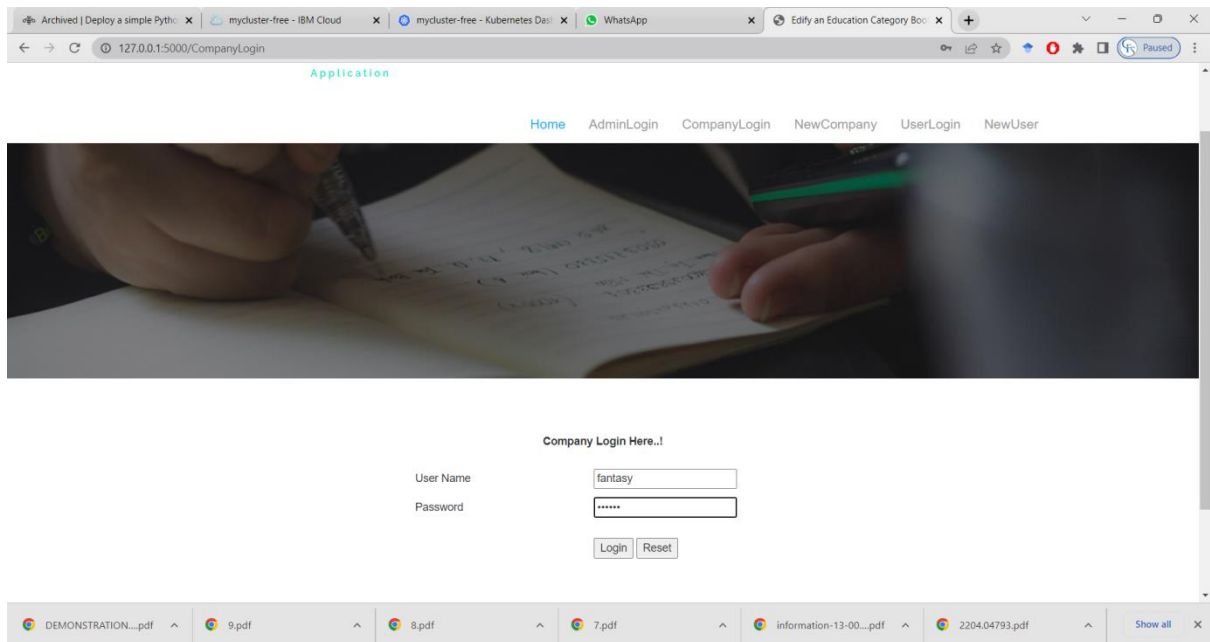 Archived | Deploy a simple Pytho
mycluster-free - IBM Cloud
mycluster-free - Kubernetes Das
WhatsApp
Edify an Education Category Boo
127.0.0.1:5000/CompanyLogin
Paused
Application
Home AdminLogin CompanyLogin NewCompany UserLogin NewUser
Company Login Here..!
User Name fantasy
Password ••••••
Login Reset
DEMONSTRATION....pdf 9.pdf 8.pdf 7.pdf information-13-00....pdf 2204.04793.pdf Show all